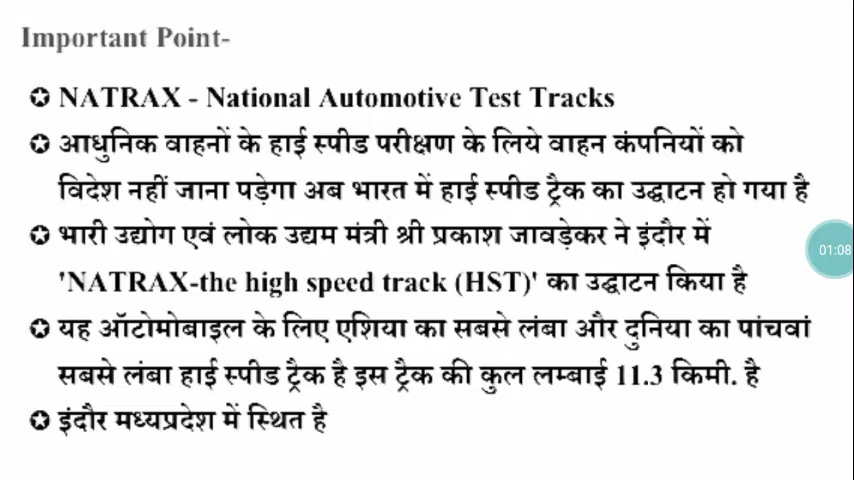 Important Point-
✪ NATRAX - National Automotive Test Tracks
✪ आधुनिक वाहनों के हाई स्पीड परीक्षण के लिये वाहन कंपनियों को
विदेश नहीं जाना पड़ेगा अब भारत में हाई स्पीड ट्रैक का उद्घाटन हो गया है
✪ भारी उद्योग एवं लोक उद्यम मंत्री श्री प्रकाश जावड़ेकर ने इंदौर में
'NATRAX-the high speed track (HST)' का उद्घाटन किया है
✪ यह ऑटोमोबाइल के लिए एशिया का सबसे लंबा और दुनिया का पांचवां
सबसे लंबा हाई स्पीड ट्रैक है इस ट्रैक की कुल लम्बाई 11.3 किमी. है
✪ इंदौर मध्यप्रदेश में स्थित है
01:08